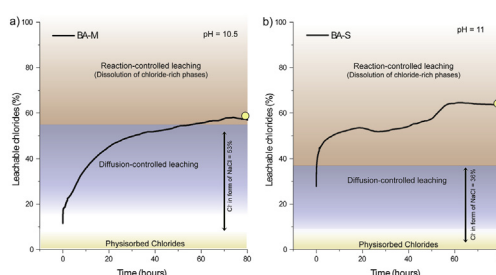 a)
BA-M
pH = 10.5
Reaction-controlled leaching
(Dissolution of chloride-rich phases)
Diffusion-controlled leaching
Cl⁻ in form of NaCl = 53%
Physisorbed Chlorides
Leachable chlorides (%)
100
80
60
40
20
0
0 20 40 60 80
Time (hours)
b)
BA-S
pH = 11
Reaction-controlled leaching
(Dissolution of chloride-rich phases)
Diffusion-controlled leaching
Cl⁻ in form of NaCl = 36%
Physisorbed Chlorides
Leachable chlorides (%)
100
80
60
40
20
0
0 20 40 60 80
Time (hours)